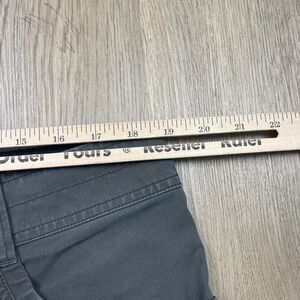 15 16 17 18 19 20 21 22
Order Yours @ Reseller Ruler